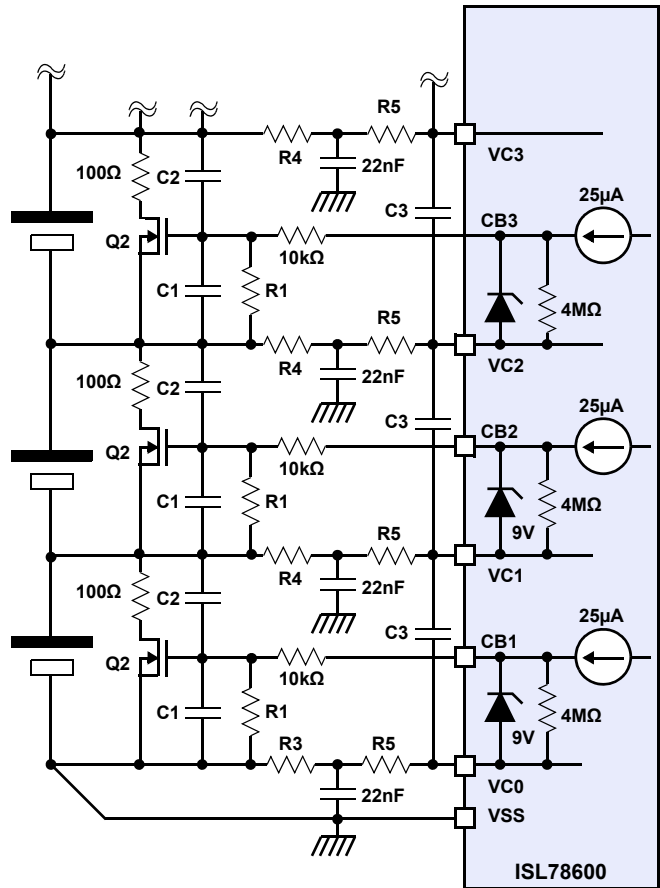 R5
VC3
R4
22nF
100Ω
C2
25µA
C3
CB3
Q2
10kΩ
4MΩ
C1
R1
R5
VC2
R4
22nF
100Ω
C2
25µA
C3
CB2
Q2
10kΩ
4MΩ
C1
R1
9V
R5
VC1
R4
22nF
100Ω
C2
25µA
C3
CB1
Q2
10kΩ
4MΩ
C1
R1
9V
R3
R5
VC0
22nF
VSS
ISL78600